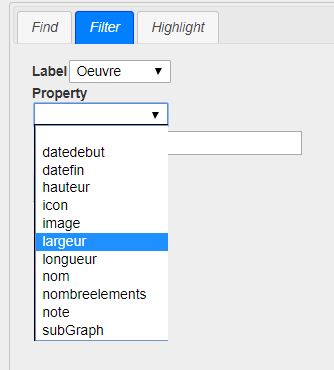 Find Filter Highlight
Label Oeuvre
Property
datedebut
datefin
hauteur
icon
image
largeur
longueur
nom
nombreelements
note
subGraph